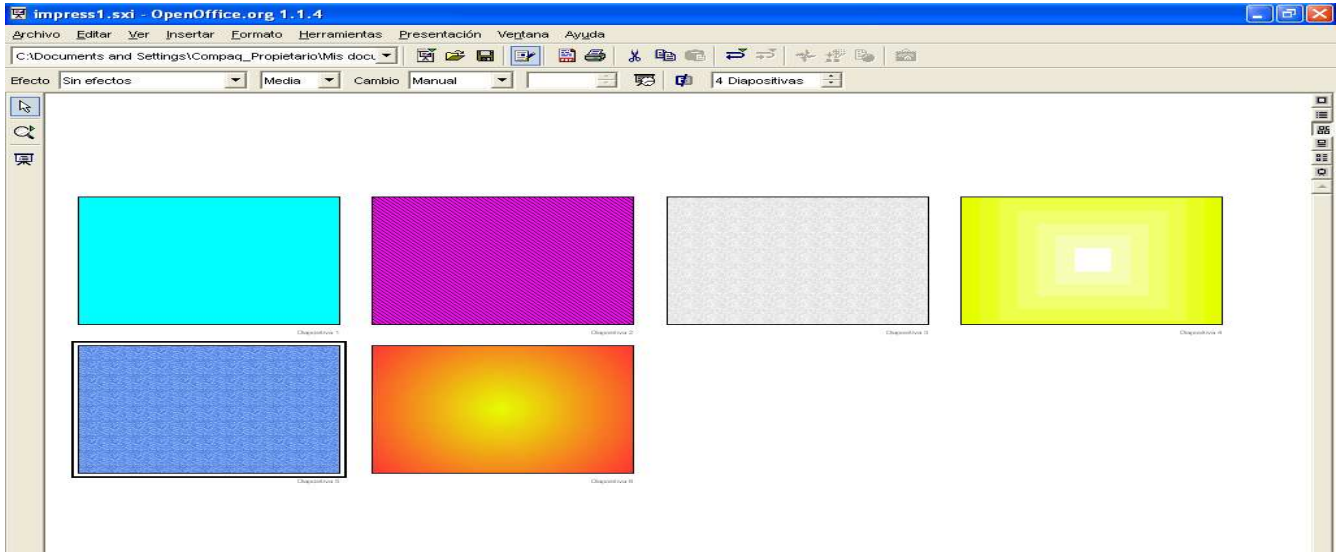 impress1.sxi - OpenOffice.org 1.1.4
Archivo Editar Ver Insertar Formato Herramientas Presentación Ventana Ayuda
C:\Documents and Settings\Compaq_Propietario\Mis doc
Efecto Sin efectos Media Cambio Manual 4 Diapositivas
Diapositiva 1 Diapositiva 2 Diapositiva 3 Diapositiva 4
Diapositiva 5 Diapositiva 6